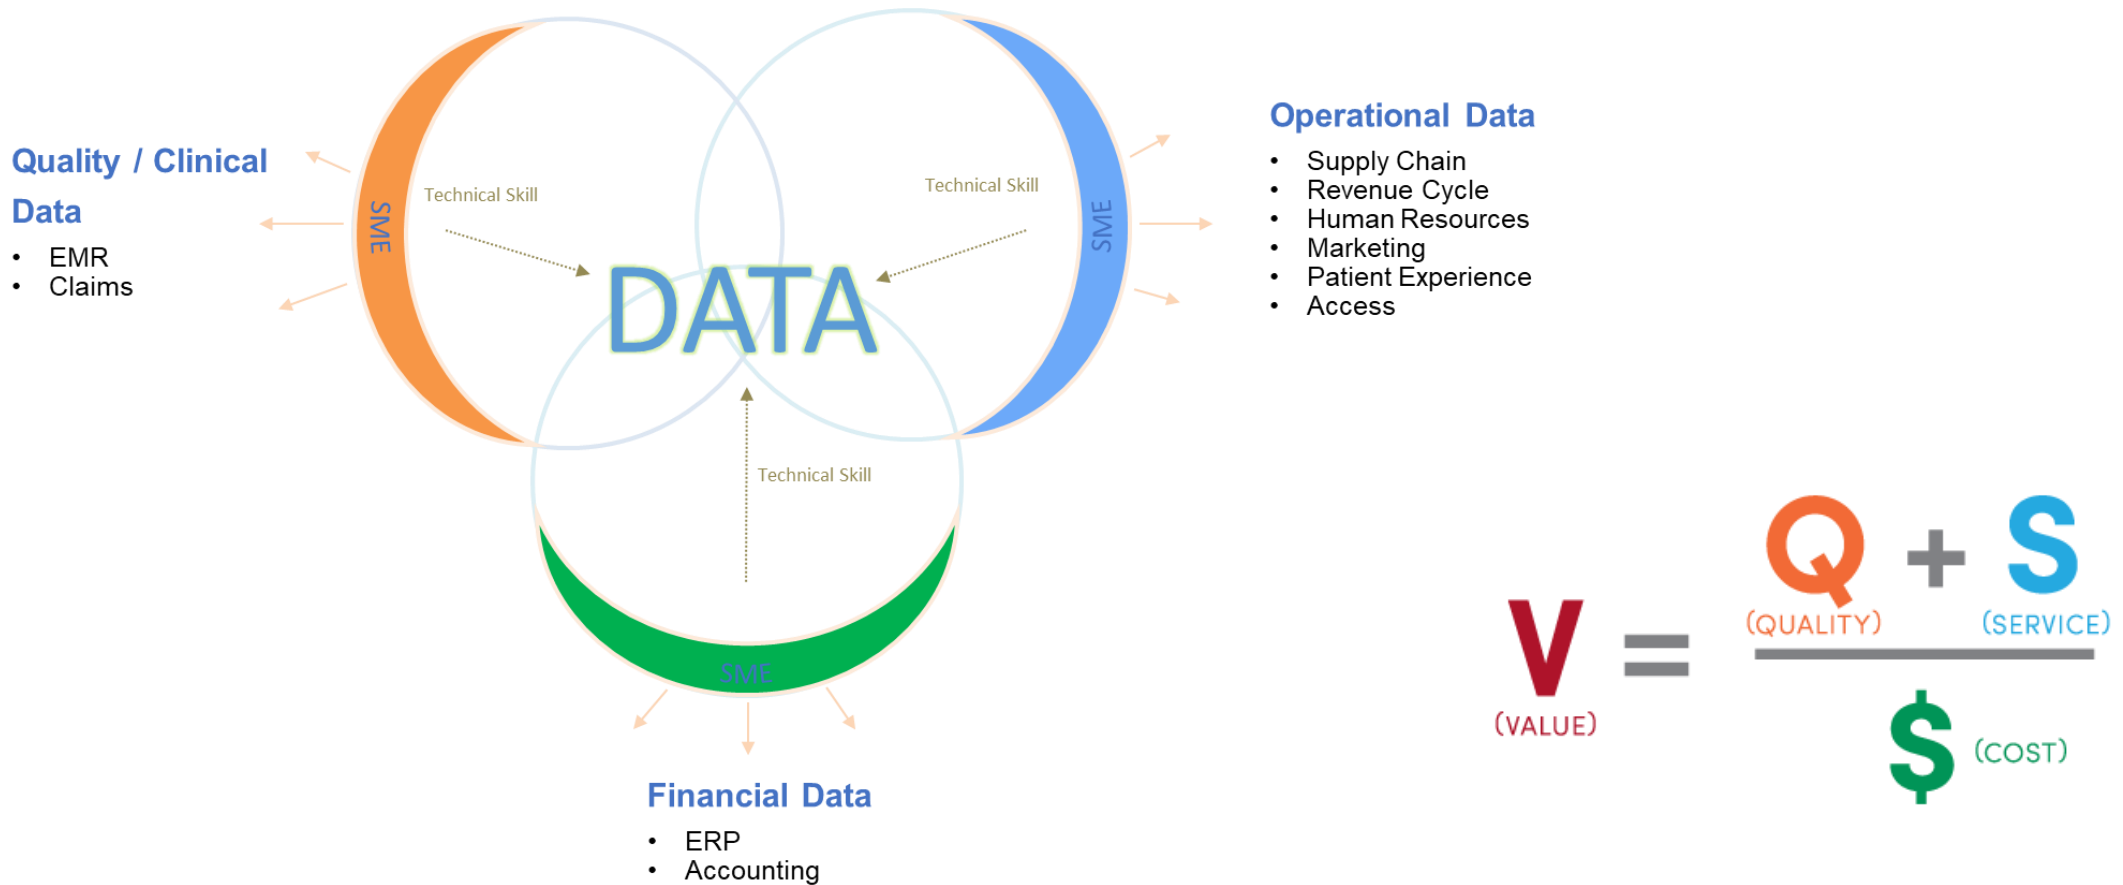 Quality / Clinical
Data
• EMR
• Claims
SME
Technical Skill
DATA
Technical Skill
SME
Operational Data
• Supply Chain
• Revenue Cycle
• Human Resources
• Marketing
• Patient Experience
• Access
Technical Skill
SME
Financial Data
• ERP
• Accounting
V
(VALUE)
=
Q + S
(QUALITY) (SERVICE)
$ (COST)